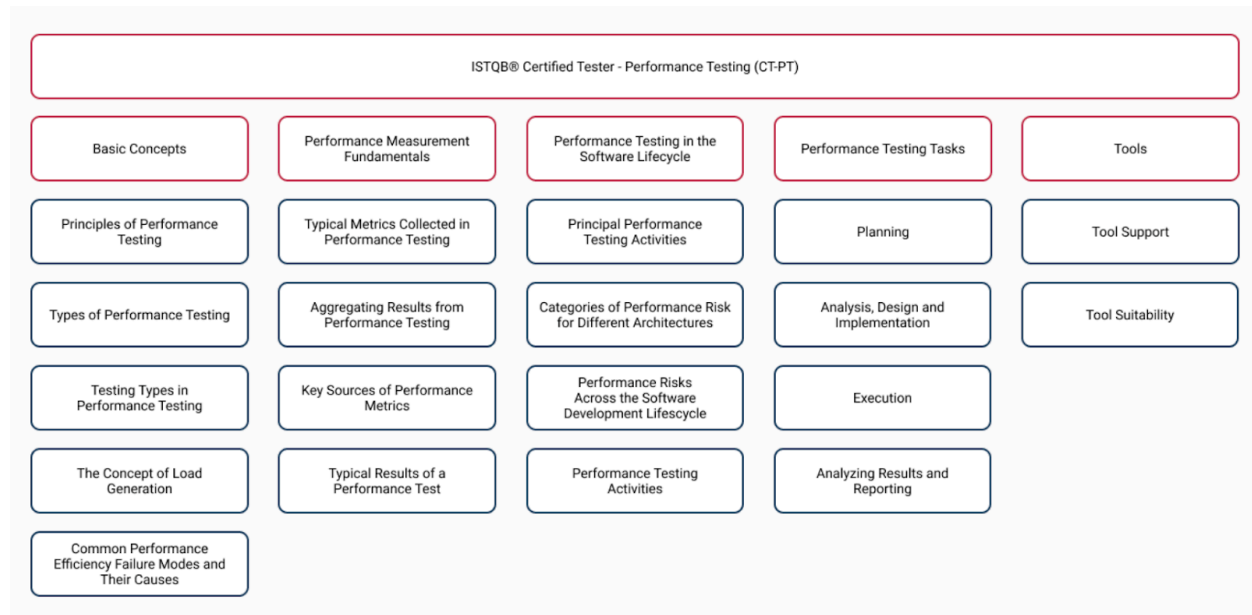 ISTQB® Certified Tester - Performance Testing (CT-PT)
Basic Concepts
Performance Measurement
Fundamentals
Performance Testing in the
Software Lifecycle
Performance Testing Tasks
Tools
Principles of Performance
Testing
Typical Metrics Collected in
Performance Testing
Principal Performance
Testing Activities
Planning
Tool Support
Types of Performance Testing
Aggregating Results from
Performance Testing
Categories of Performance Risk
for Different Architectures
Analysis, Design and
Implementation
Tool Suitability
Testing Types in
Performance Testing
Key Sources of Performance
Metrics
Performance Risks
Across the Software
Development Lifescycle
Execution
The Concept of Load
Generation
Typical Results of a
Performance Test
Performance Testing
Activities
Analyzing Results and
Reporting
Common Performance
Efficiency Failure Modes and
Their Causes